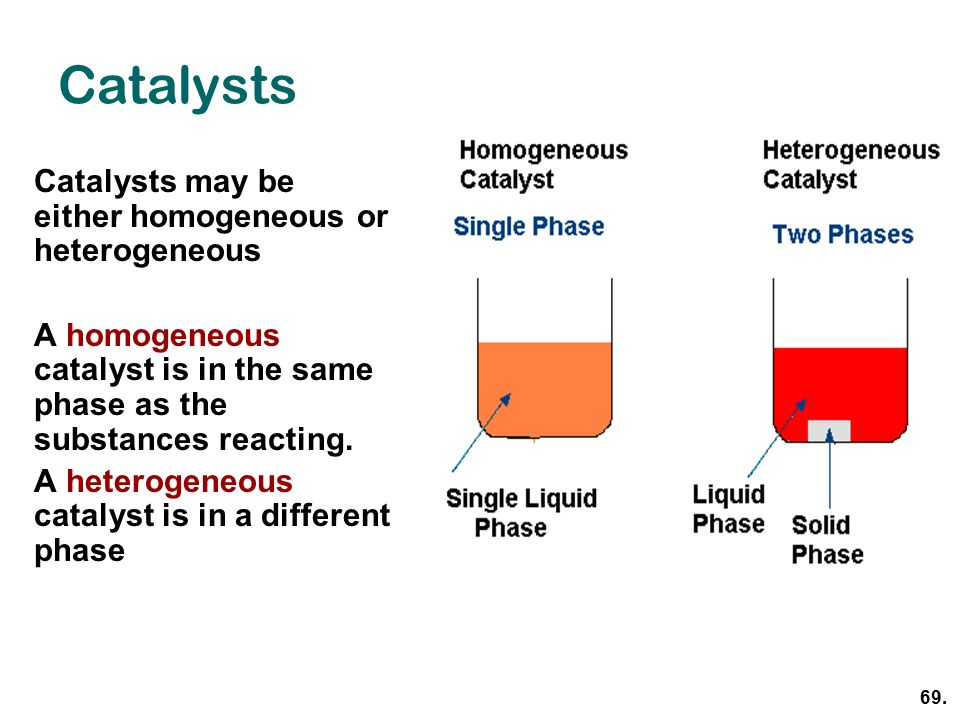 Catalysts
Catalysts may be
either homogeneous or
heterogeneous
A homogeneous
catalyst is in the same
phase as the
substances reacting.
A heterogeneous
catalyst is in a different
phase
Homogeneous
Catalyst
Single Phase
Single Liquid
Phase
Heterogeneous
Catalyst
Two Phases
Liquid
Phase
Solid
Phase
69.